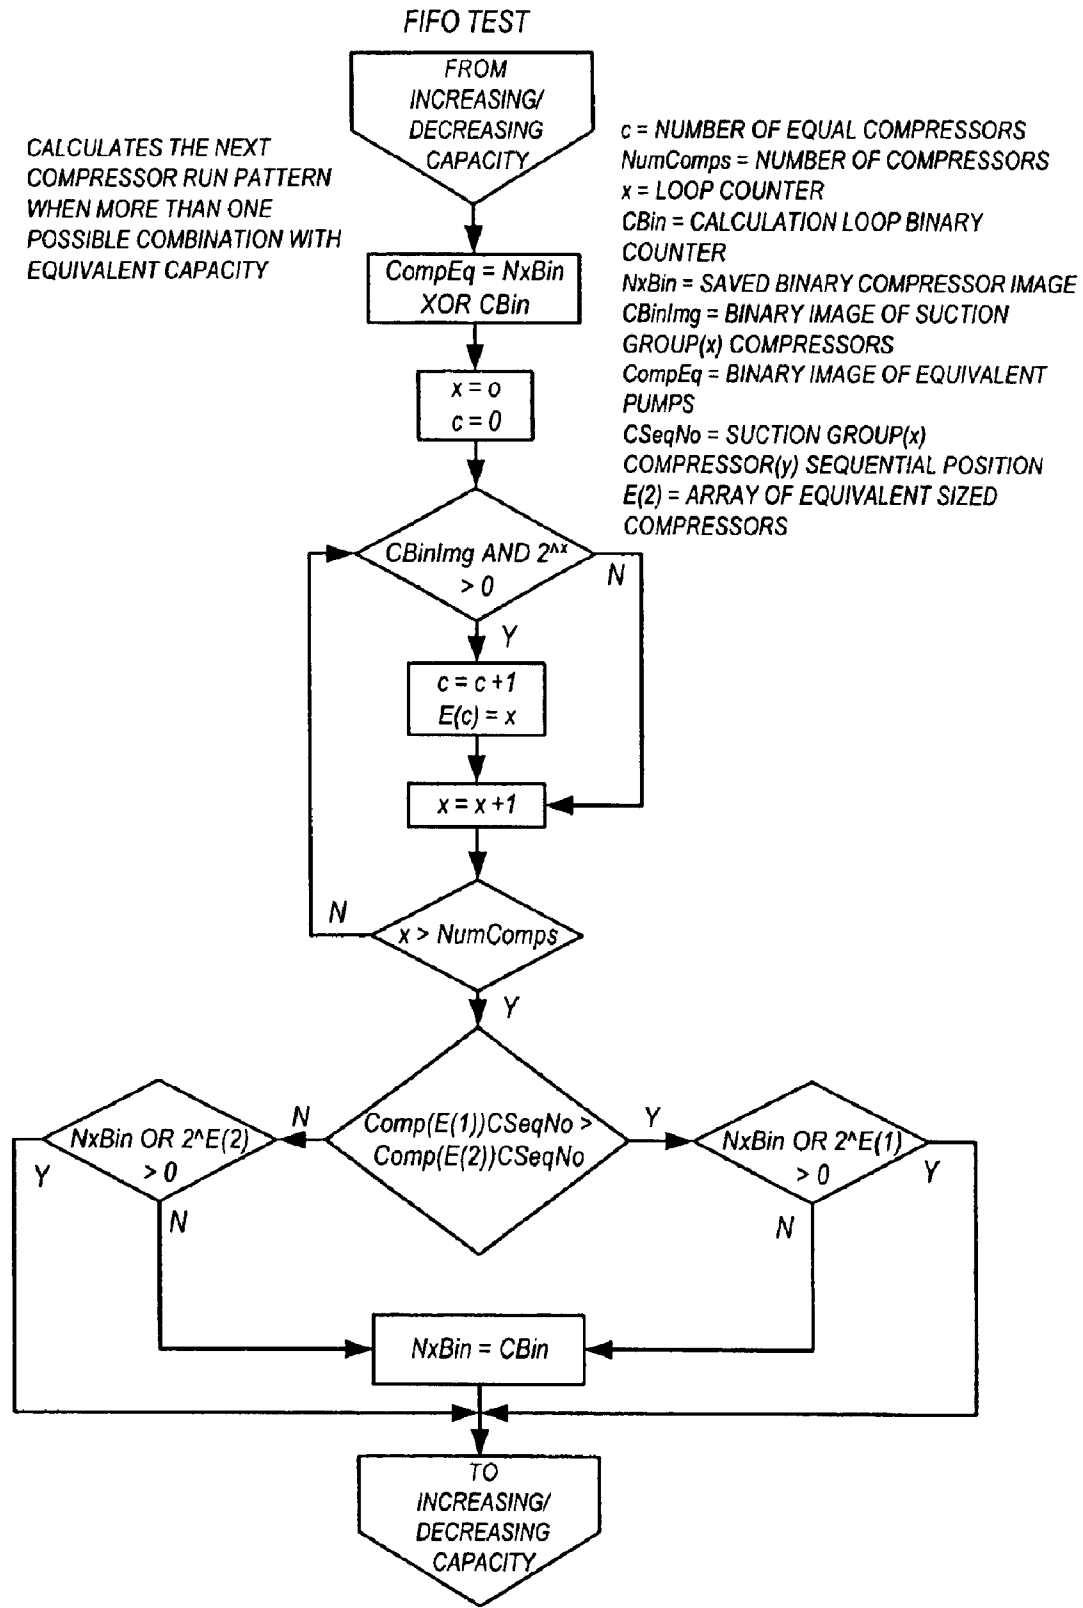 FIFO TEST
FROM
INCREASING/
DECREASING
CAPACITY
CALCULATES THE NEXT
COMPRESSOR RUN PATTERN
WHEN MORE THAN ONE
POSSIBLE COMBINATION WITH
EQUIVALENT CAPACITY
c = NUMBER OF EQUAL COMPRESSORS
NumComps = NUMBER OF COMPRESSORS
x = LOOP COUNTER
CBin = CALCULATION LOOP BINARY
COUNTER
NxBin = SAVED BINARY COMPRESSOR IMAGE
CBinImg = BINARY IMAGE OF SUCTION
GROUP(x) COMPRESSORS
CompEq = BINARY IMAGE OF EQUIVALENT
PUMPS
CSeqNo = SUCTION GROUP(x)
COMPRESSOR(y) SEQUENTIAL POSITION
E(2) = ARRAY OF EQUIVALENT SIZED
COMPRESSORS
CompEq = NxBin
XOR CBin
x = o
c = 0
CBinImg AND 2^x
> 0
N
Y
c = c +1
E(c) = x
x = x +1
N
x > NumComps
Y
Comp(E(1))CSeqNo >
Comp(E(2))CSeqNo
N
Y
NxBin OR 2^E(2)
> 0
Y
N
NxBin OR 2^E(1)
> 0
Y
N
NxBin = CBin
TO
INCREASING/
DECREASING
CAPACITY